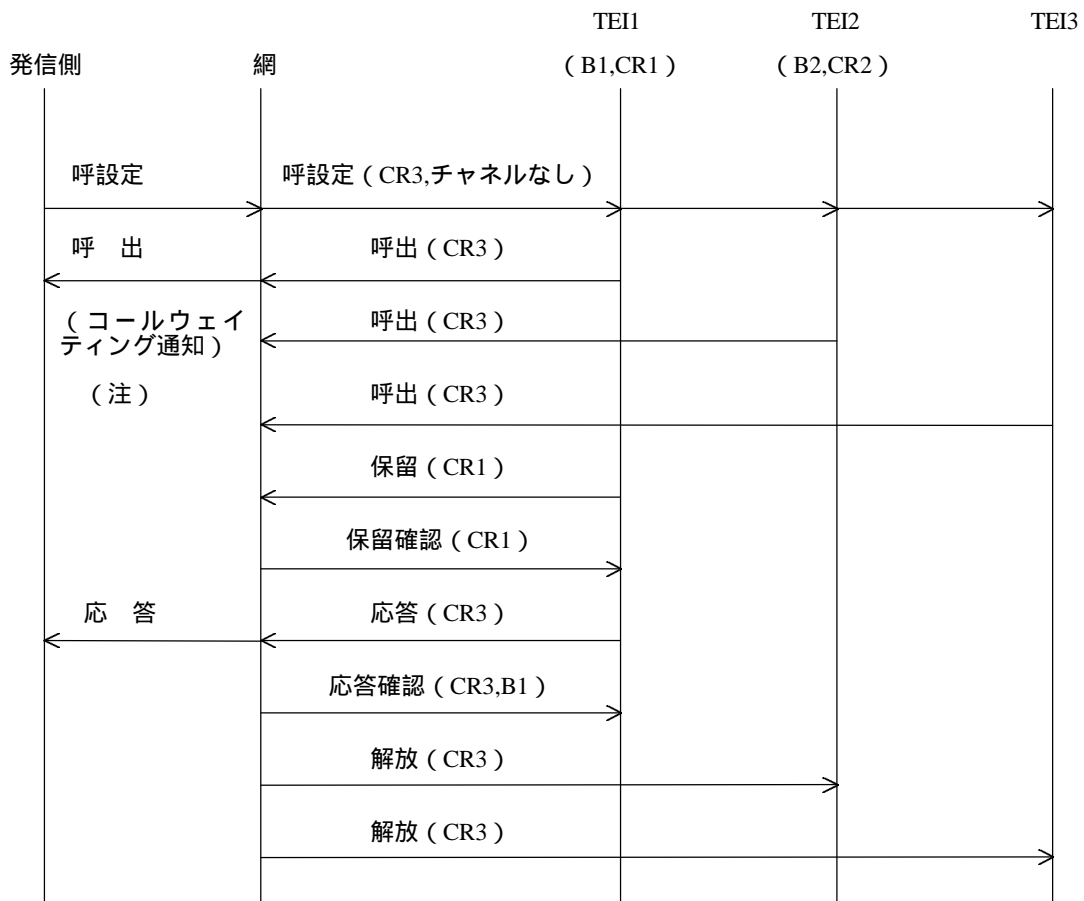 TEI1 TEI2 TEI3
発信側 網 （B1,CR1） （B2,CR2）
呼設定 呼設定（CR3,チャネルなし）
呼　出 呼出（CR3）
（コールウェイ
ティング通知）
呼出（CR3）
（注） 呼出（CR3）
保留（CR1）
保留確認（CR1）
応　答 応答（CR3）
応答確認（CR3,B1）
解放（CR3）
解放（CR3）